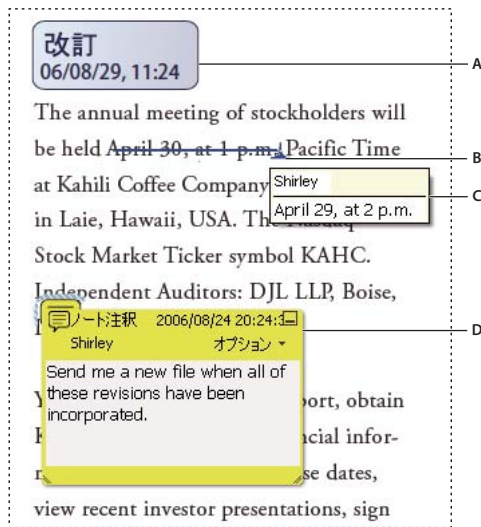 改訂
06/08/29, 11:24
A
The annual meeting of stockholders will
be held April 30, at 1 p.m. Pacific Time
B
Shirley
at Kahili Coffee Company
C
April 29, at 2 p.m.
in Laie, Hawaii, USA. The Nasdaq
Stock Market Ticker symbol KAHC.
Independent Auditors: DJL LLP, Boise,
ノート注釈 2006/08/24 20:24:3
D
Shirley オプション
Send me a new file when all of
these revisions have been
incorporated.
port, obtain
ncial infor-
se dates,
view recent investor presentations, sign